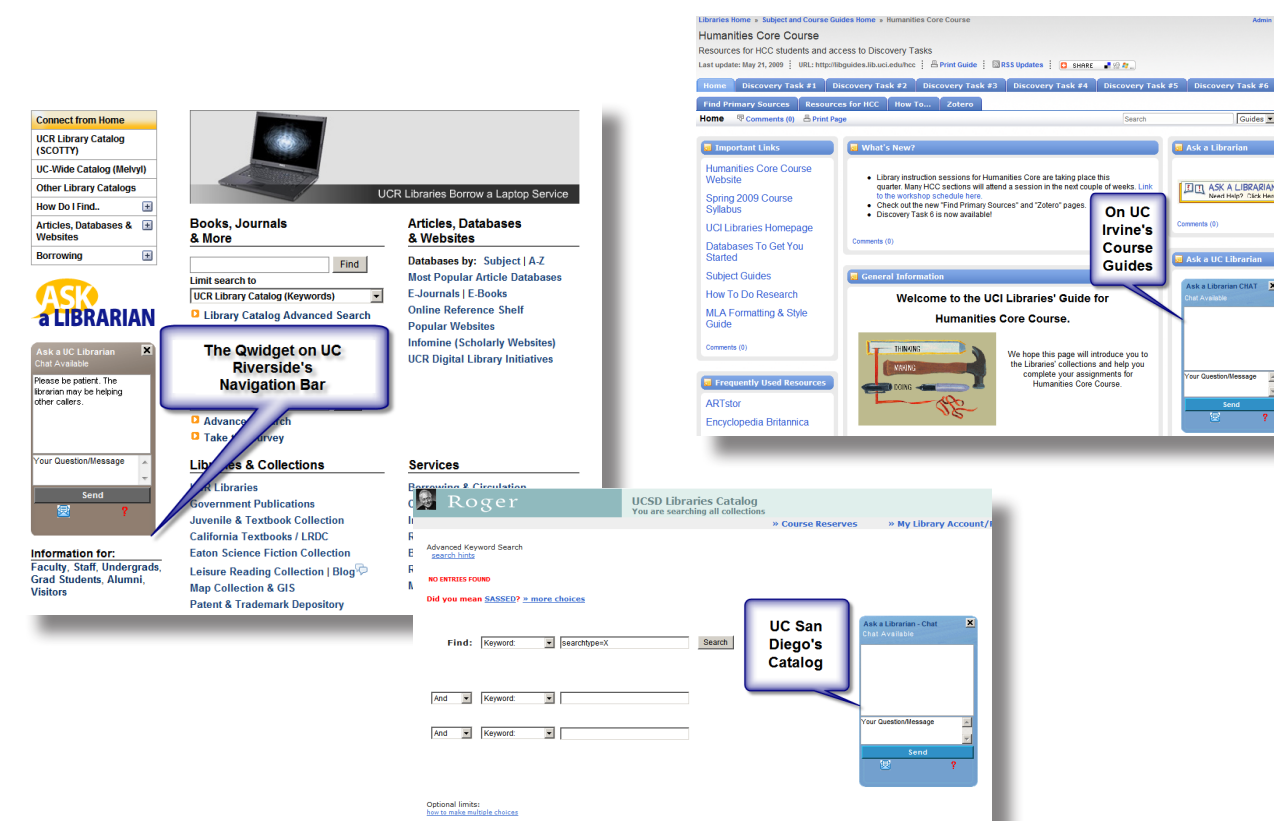 Connect from Home
UCR Library Catalog
(SCOTTY)
UC-Wide Catalog (Melvyl)
Other Library Catalogs
How Do I Find..
Articles, Databases &
Websites
Borrowing
ASK
a LIBRARIAN
Ask a UC Librarian
Chat Available
Please be patient. The
librarian may be helping
other callers.
Your Question/Message
Send
?
Information for:
Faculty, Staff, Undergrads,
Grad Students, Alumni,
Visitors
UCR Libraries Borrow a Laptop Service
Books, Journals
& More
Find
Limit search to
UCR Library Catalog (Keywords)
Library Catalog Advanced Search
The Qwidget on UC
Riverside's
Navigation Bar
Take
Libraries & Collections
Libraries
Government Publications
Juvenile & Textbook Collection
California Textbooks / LRDC
Eaton Science Fiction Collection
Leisure Reading Collection | Blog
Map Collection & GIS
Patent & Trademark Depository
Articles, Databases
& Websites
Databases by: Subject | A-Z
Most Popular Article Databases
E-Journals | E-Books
Online Reference Shelf
Popular Websites
Infomine (Scholarly Websites)
UCR Digital Library Initiatives
Services
Borrowing & Circulation
Libraries Home » Subject and Course Guides Home » Humanities Core Course
Admin
Humanities Core Course
Resources for HCC students and access to Discovery Tasks
Last update: May 21, 2009 URL: http://libguides.lib.uci.edu/hcc Print Guide RSS Updates SHARE
Home Discovery Task #1 Discovery Task #2 Discovery Task #3 Discovery Task #4 Discovery Task #5 Discovery Task #6
Find Primary Sources Resources for HCC How To... Zotero
Home Comments (0) Print Page Search Guides
Important Links
Humanities Core Course
Website
Spring 2009 Course
Syllabus
UCI Libraries Homepage
Databases To Get You
Started
Subject Guides
How To Do Research
MLA Formatting & Style
Guide
Comments (0)
Frequently Used Resources
ARTstor
Encyclopedia Britannica
What's New?
Library instruction sessions for Humanities Core are taking place this
quarter. Many HCC sections will attend a session in the next couple of weeks. Link
to the workshop schedule here.
Check out the new "Find Primary Sources" and "Zotero" pages.
Discovery Task 6 is now available!
Comments (0)
General Information
Welcome to the UCI Libraries' Guide for
Humanities Core Course.
THINKING
MAKING
DOING
We hope this page will introduce you to
the Libraries' collections and help you
complete your assignments for
Humanities Core Course.
On UC
Irvine's
Course
Guides
Ask a Librarian
ASK A LIBRARIAN
Need Help? Click Her
Comments (0)
Ask a UC Librarian
Ask a Librarian CHAT
Chat Available
Your Question/Message
Send
?
Roger
UCSD Libraries Catalog
You are searching all collections
» Course Reserves » My Library Account/
Advanced Keyword Search
search hints
NO ENTRIES FOUND
Did you mean SASSED? » more choices
Find: Keyword: searchtype=X Search
And Keyword:
And Keyword:
Optional limits:
how to make multiple choices
UC San
Diego's
Catalog
Ask a Librarian - Chat
Chat Available
Your Question/Message
Send
?